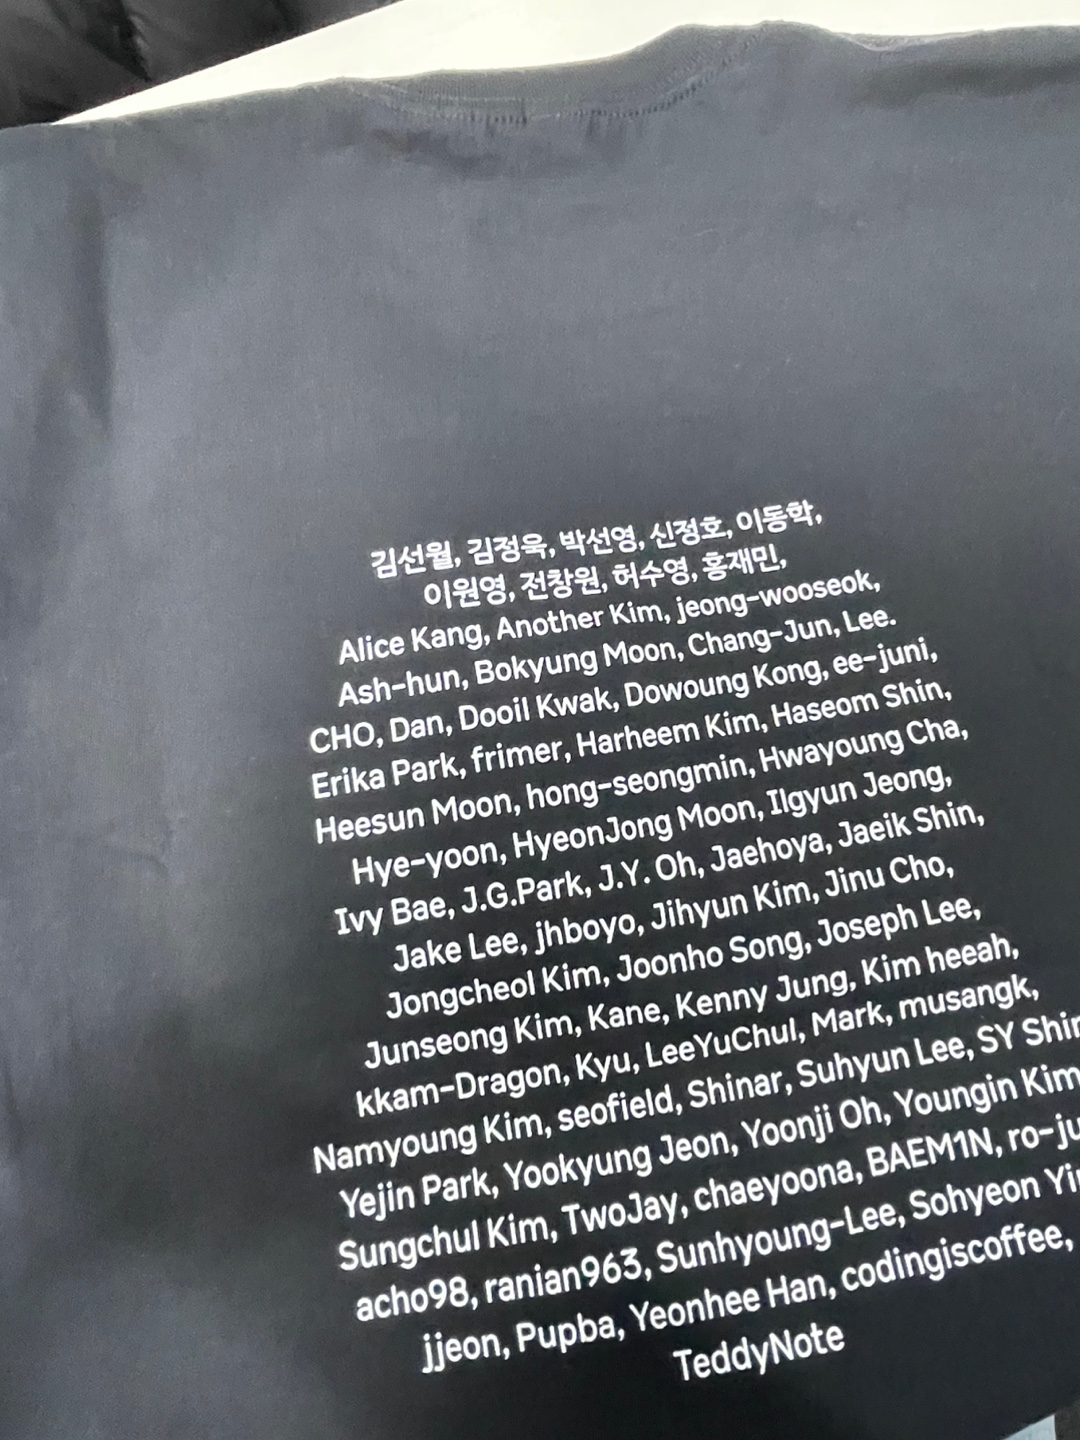 김선월, 김정욱, 박선영, 신정호, 이동학,
이원영, 전창원, 허수영, 홍재민,
Alice Kang, Another Kim, jeong-wooseok,
Ash-hun, Bokyung Moon, Chang-Jun, Lee.
CHO, Dan, Dooil Kwak, Dowoung Kong, ee-juni,
Erika Park, frimer, Harheem Kim, Haseom Shin,
Heesun Moon, hong-seongmin, Hwayoung Cha,
Hye-yoon, HyeonJong Moon, Ilgyun Jeong,
Ivy Bae, J.G.Park, J.Y. Oh, Jaehoya, Jaeik Shin,
Jake Lee, jhboyo, Jihyun Kim, Jinu Cho,
Jongcheol Kim, Joonho Song, Joseph Lee,
Junseong Kim, Kane, Kenny Jung, Kim heeah,
kkam-Dragon, Kyu, LeeYuChul, Mark, musangk,
Namyoung Kim, seofield, Shinar, Suhyun Lee, SY
Yejin Park, Yookyung Jeon, Yoonji Oh, Youngin Kim
Sungchul Kim, TwoJay, chaeyoona, BAEM1N,
acho98, ranian963, Sunhyoung-Lee, Sohyeon
jjeon, Pupba, Yeonhee Han, codingiscoffee,
TeddyNote